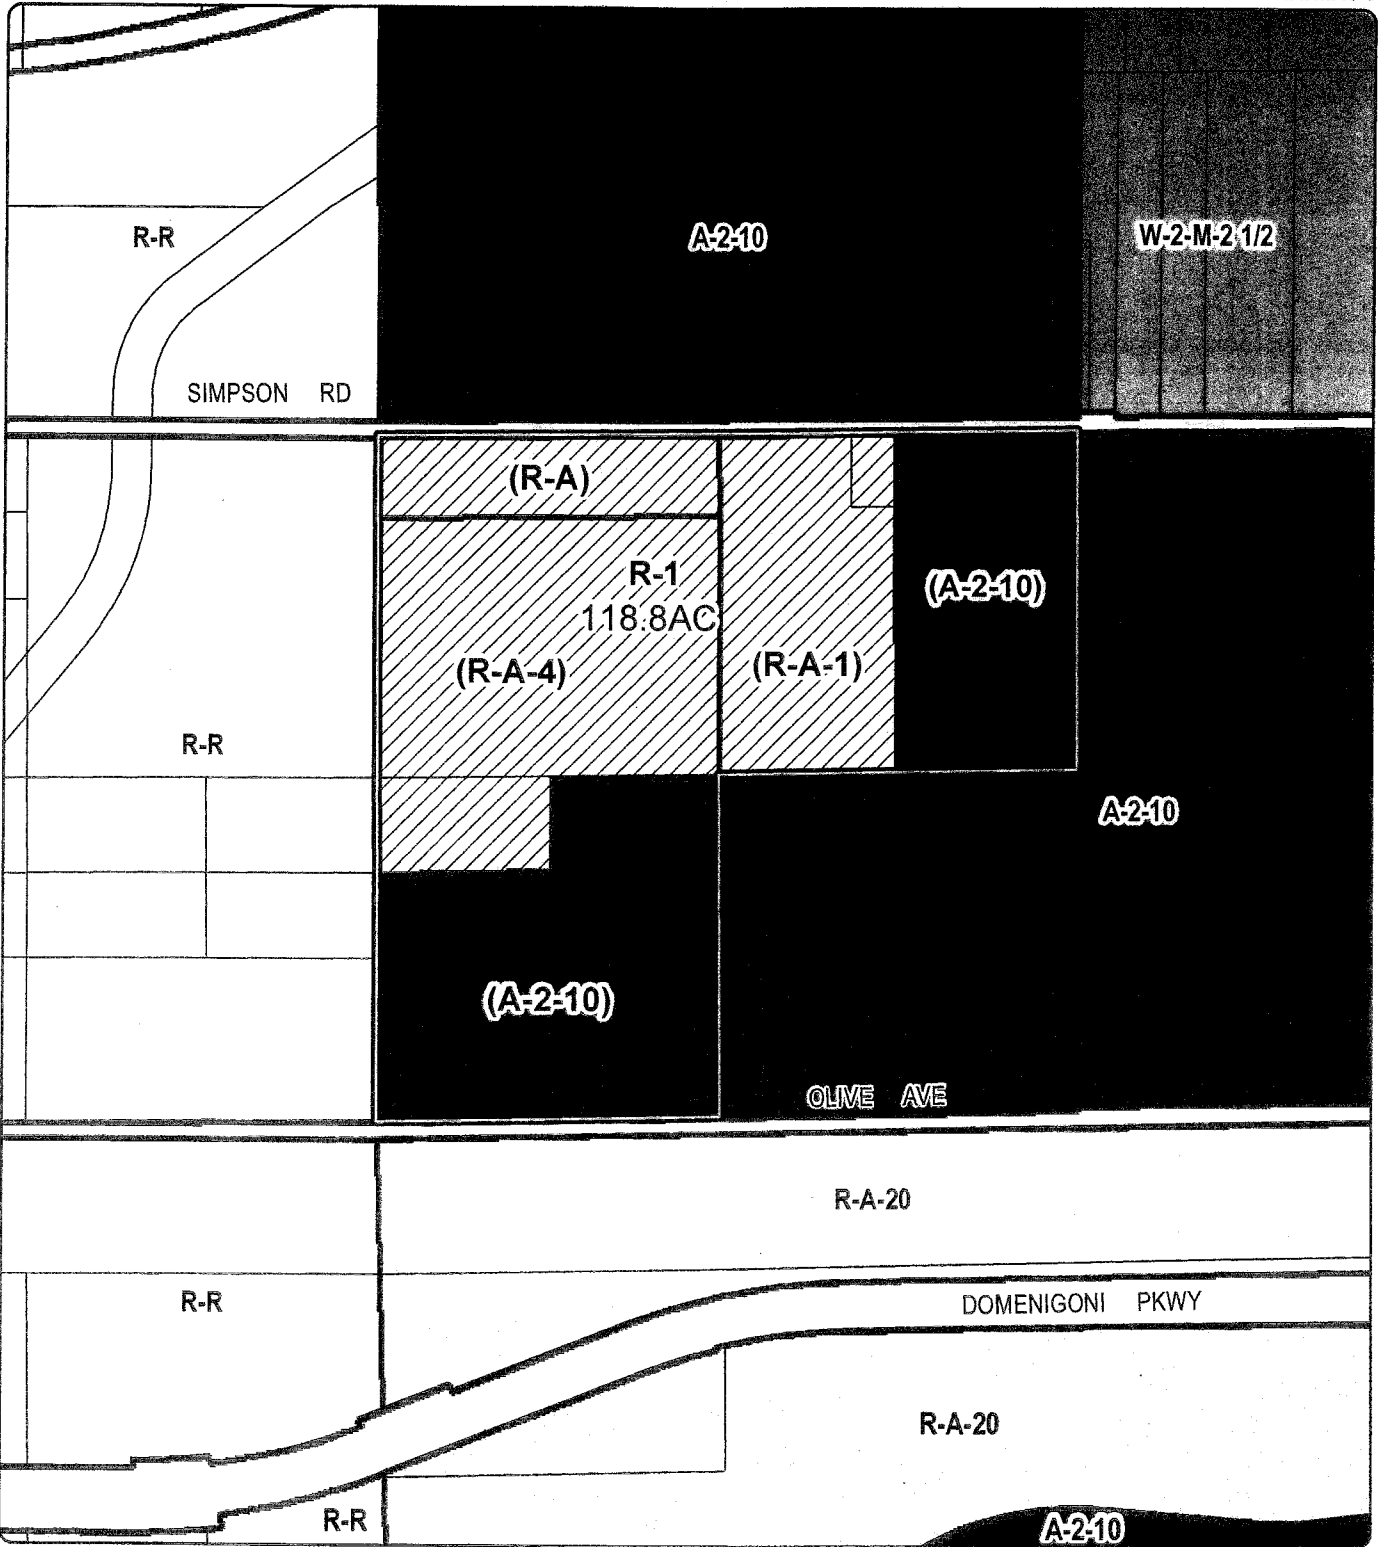 R-R
A-2-10
W-2-M-2 1/2
SIMPSON RD
(R-A)
R-1
118.8AC
(A-2-10)
(R-A-4)
(R-A-1)
R-R
A-2-10
(A-2-10)
OLIVE AVE
R-A-20
R-R
DOMENIGONI PKWY
R-A-20
R-R
A-2-10